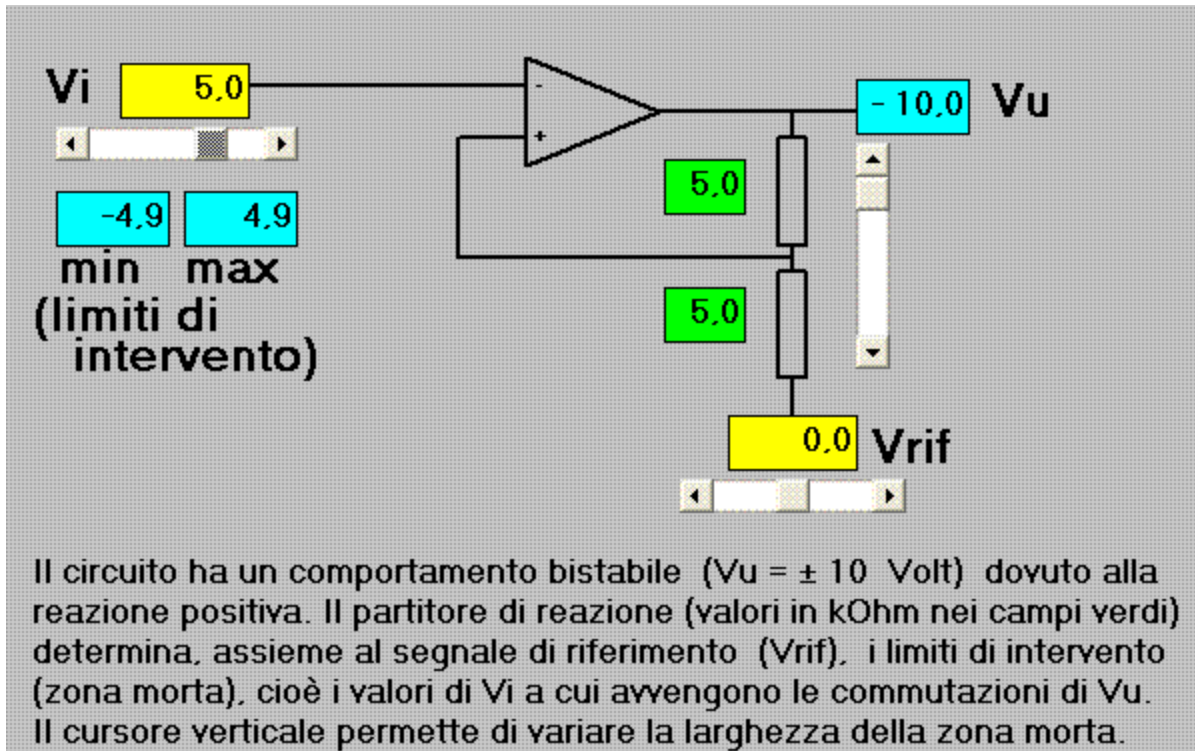 Vi 5,0
-
- 10,0 Vu
+
5,0
-4,9 4,9
min max
(limiti di
intervento)
5,0
0,0 Vrif
Il circuito ha un comportamento bistabile (Vu = ± 10 Volt) dovuto alla
reazione positiva. Il partitore di reazione (valori in kOhm nei campi verdi)
determina, assieme al segnale di riferimento (Vrif), i limiti di intervento
(zona morta), cioè i valori di Vi a cui avvengono le commutazioni di Vu.
Il cursore verticale permette di variare la larghezza della zona morta.